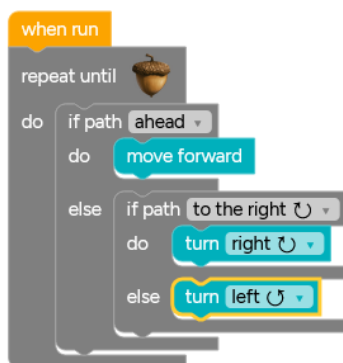 when run
repeat until
do if path ahead
do move forward
else if path to the right ↻
do turn right ↻
else turn left ↺